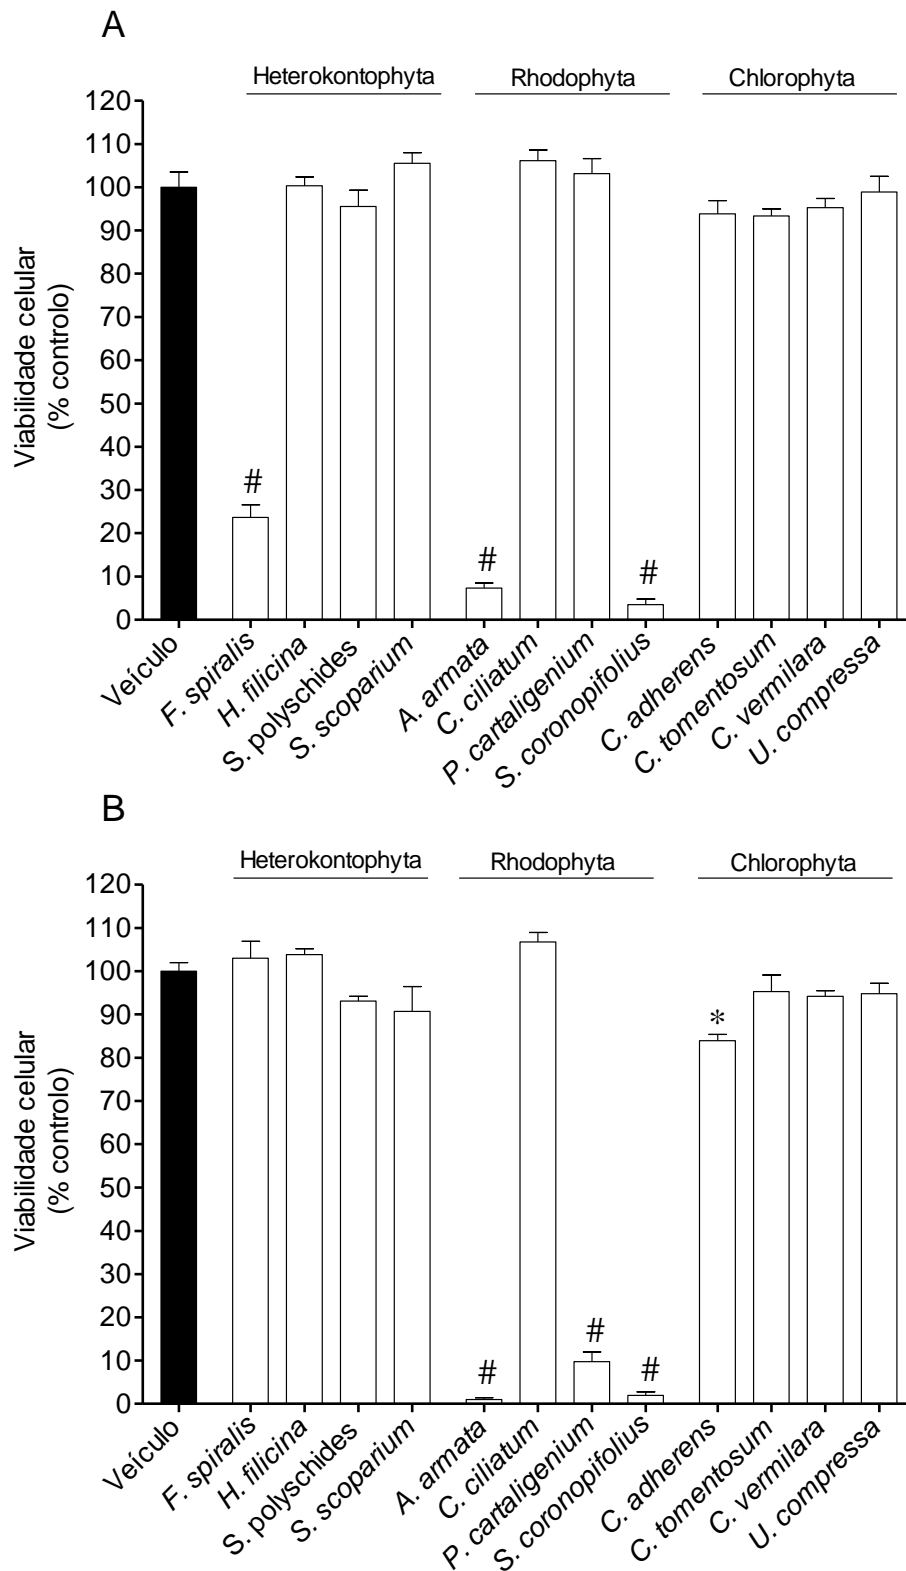 A
Heterokontophyta Rhodophyta Chlorophyta
120
110
100
90
80
70
60
50
40
30
20
10
0
Viabilidade celular
(% controlo)
# # #
Veículo F. spiralis H. filicina S. polyschides S. scoparium A. armata C. ciliatum P. cartaligenium S. coronopifolius C. adherens C. tomentosum C. vermilara U. compressa
B
Heterokontophyta Rhodophyta Chlorophyta
120
110
100
90
80
70
60
50
40
30
20
10
0
Viabilidade celular
(% controlo)
# # # *
Veículo F. spiralis H. filicina S. polyschides S. scoparium A. armata C. ciliatum P. cartaligenium S. coronopifolius C. adherens C. tomentosum C. vermilara U. compressa